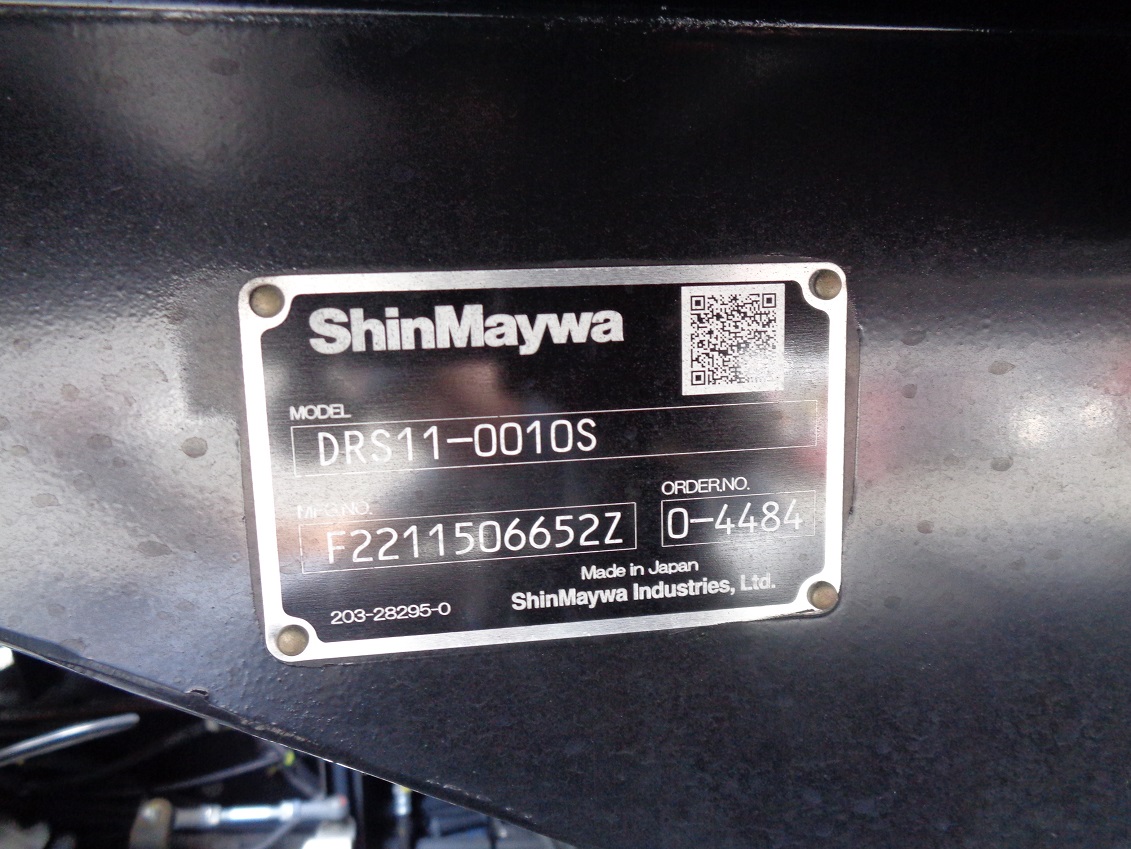 ShinMaywa
MODEL
DRS11-0010S
MFG.NO.
F2211506652Z
ORDER.NO.
0-4484
Made in Japan
ShinMaywa Industries, Ltd.
203-28295-0